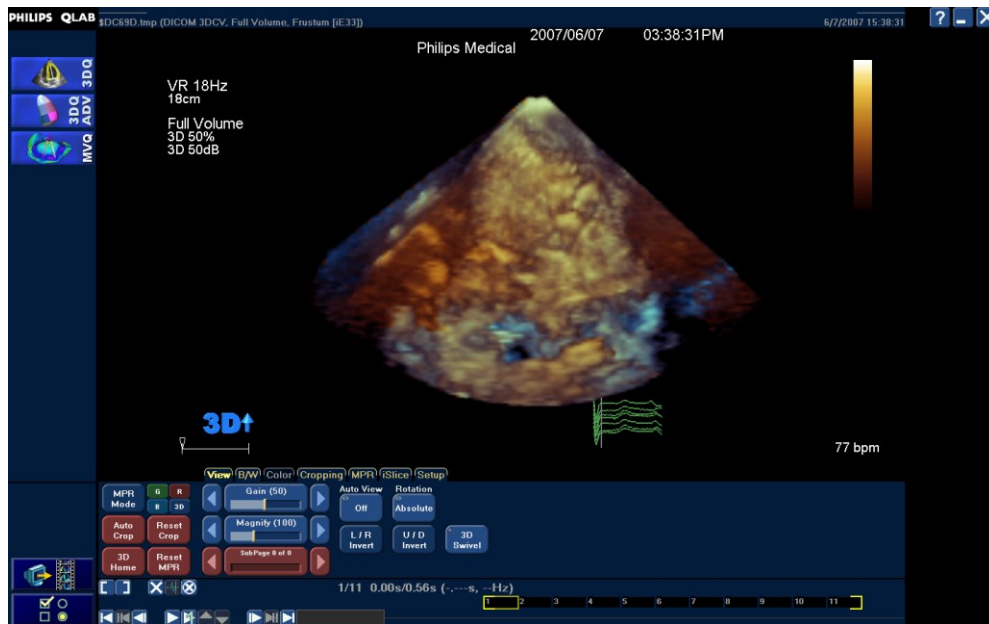 PHILIPS QLAB $DC69D.tmp (DICOM 3DCV, Full Volume, Frustum [iE33]) 6/7/2007 15:38:31 ?
Philips Medical 2007/06/07 03:38:31PM
3DQ
3DQ ADV
MVQ
VR 18Hz
18cm
Full Volume
3D 50%
3D 50dB
3D
77 bpm
View B/W Color Cropping MPR iSlice Setup
MPR Mode
G R
B 3D
Gain (50)
Auto View
Off
Rotation
Absolute
Auto Crop
Reset Crop
Magnify (100)
L / R Invert
U / D Invert
3D Swivel
3D Home
Reset MPR
SubPage 0 of 0
1/11 0.00s/0.56s (-.---s, --Hz)
1 2 3 4 5 6 7 8 9 10 11